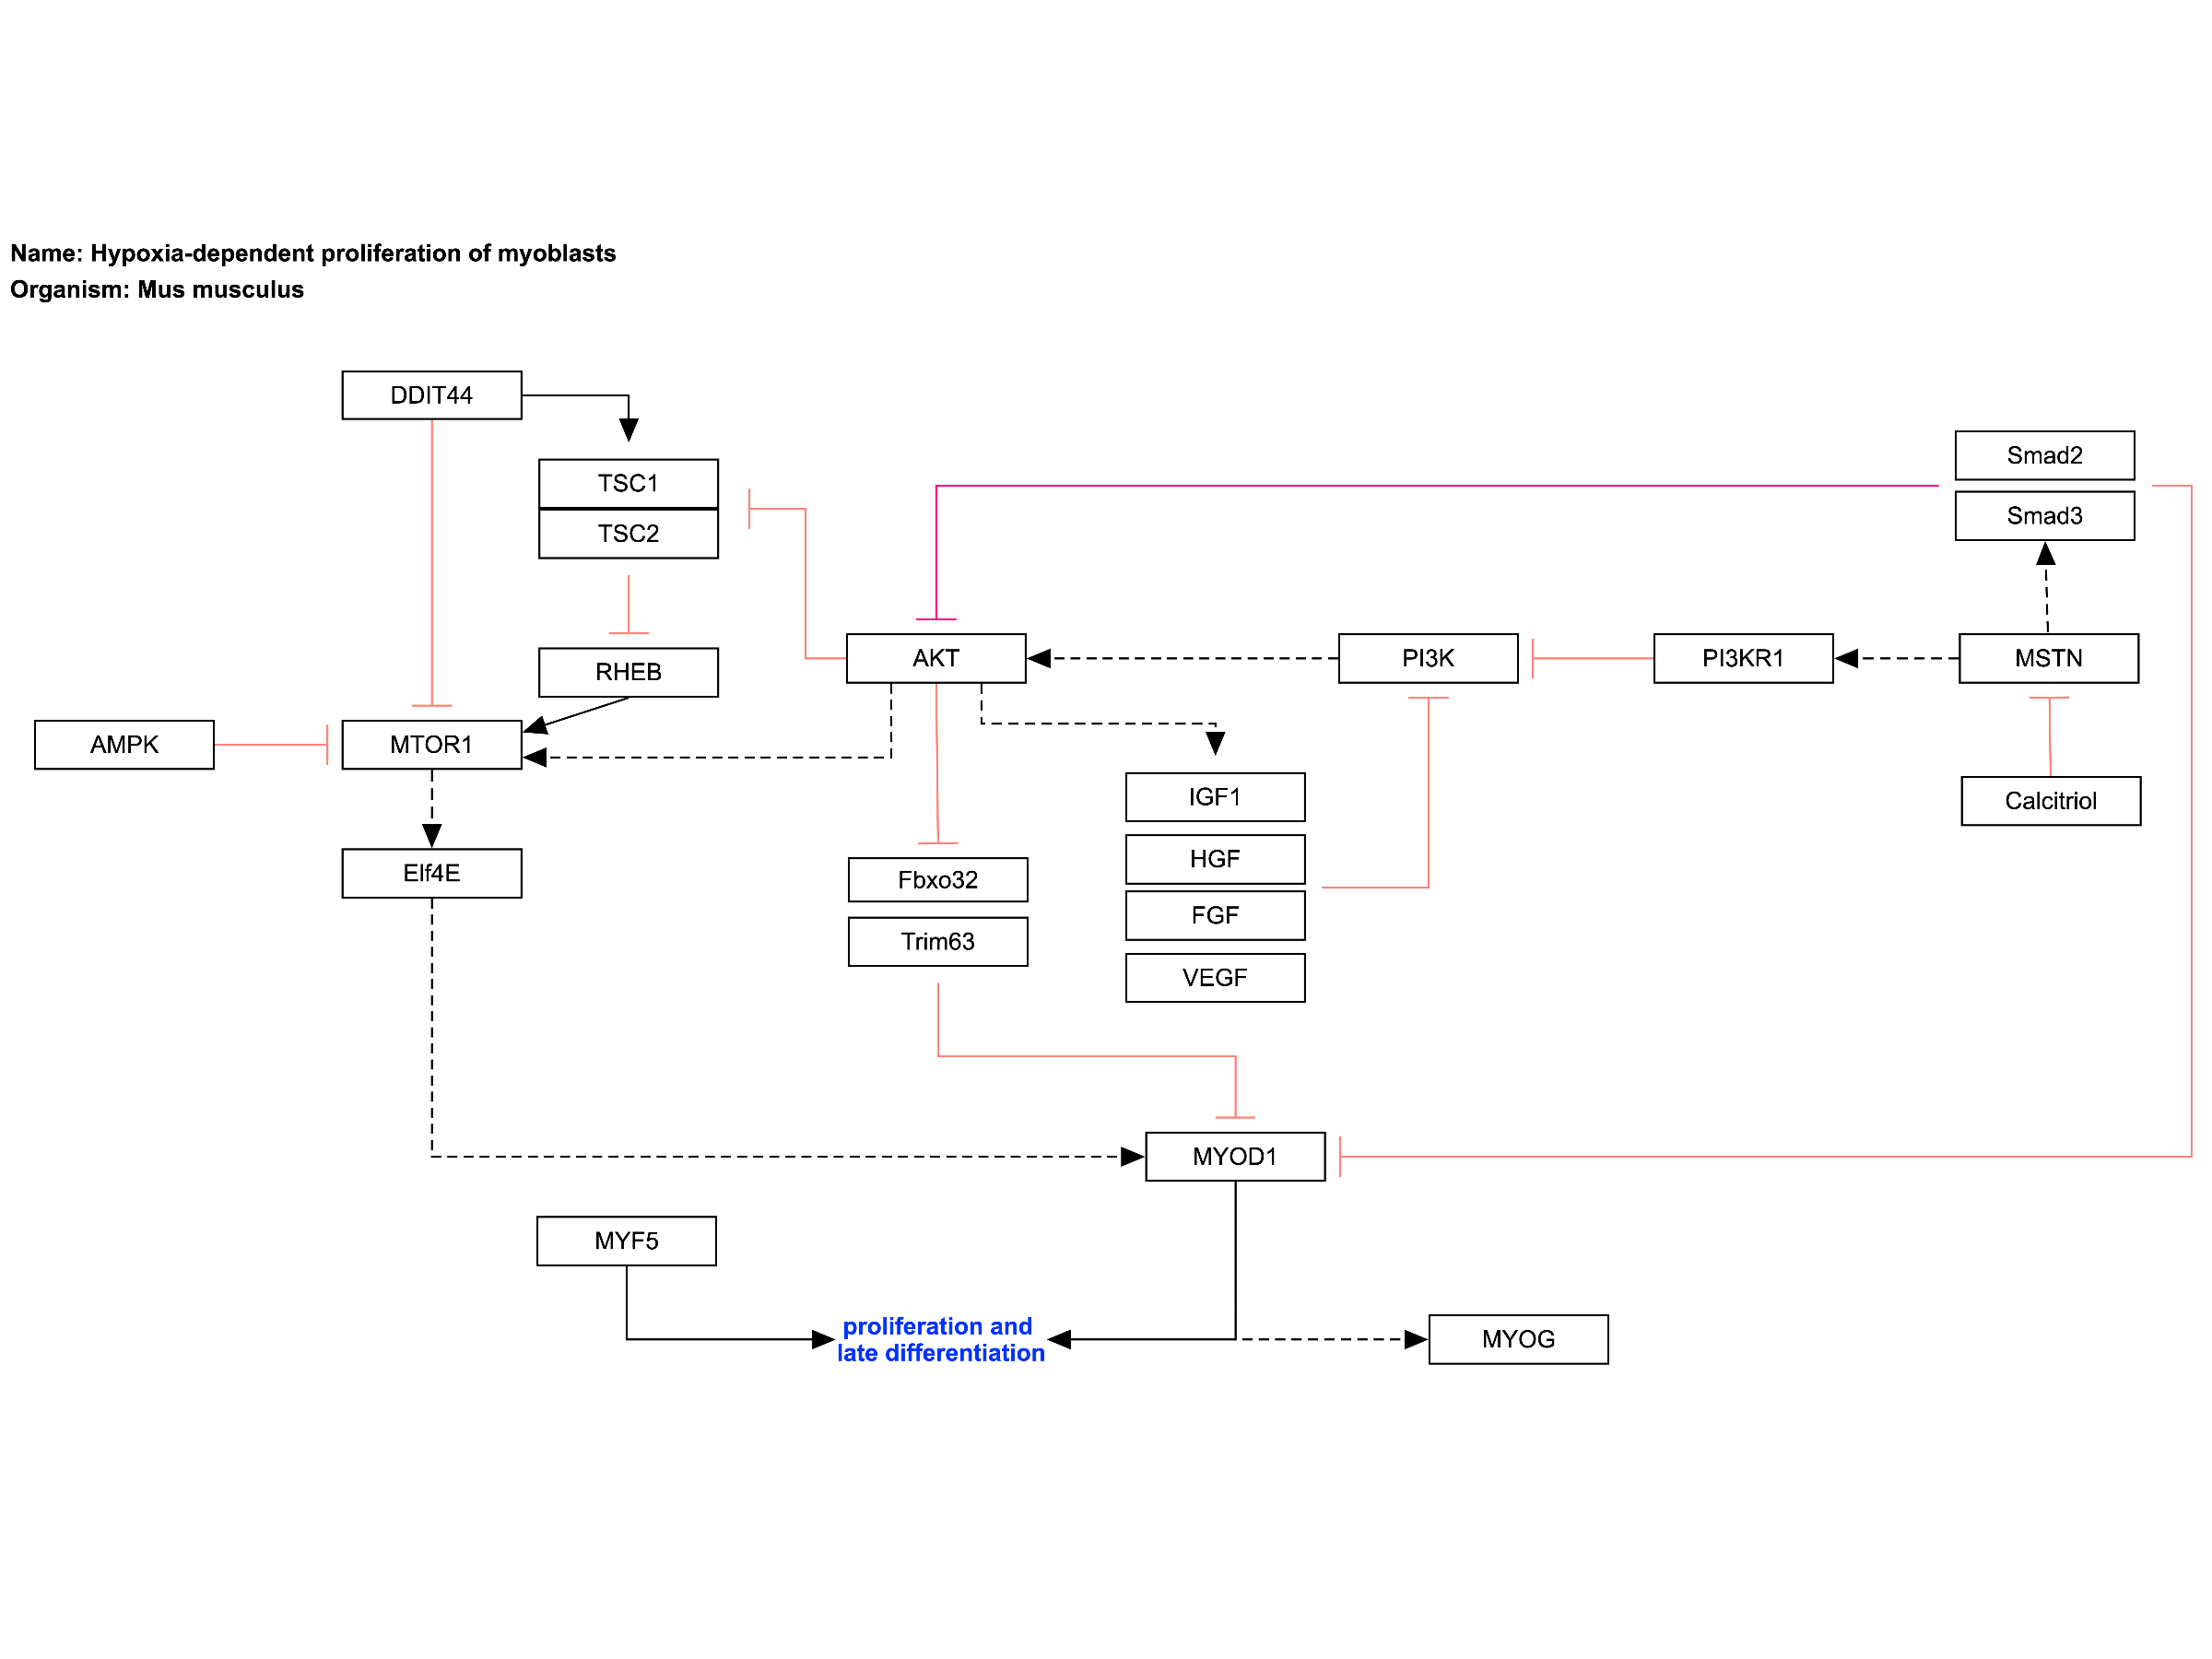 Name: Hypoxia-dependent proliferation of myoblasts
Organism: Mus musculus
DDIT44
Smad2
TSC1
Smad3
TSC2
AKT
PI3K
PI3KR1
MSTN
RHEB
AMPK
MTOR1
IGF1
Calcitriol
HGF
EIf4E
Fbxo32
FGF
Trim63
VEGF
MYOD1
MYF5
proliferation and
late differentiation
MYOG